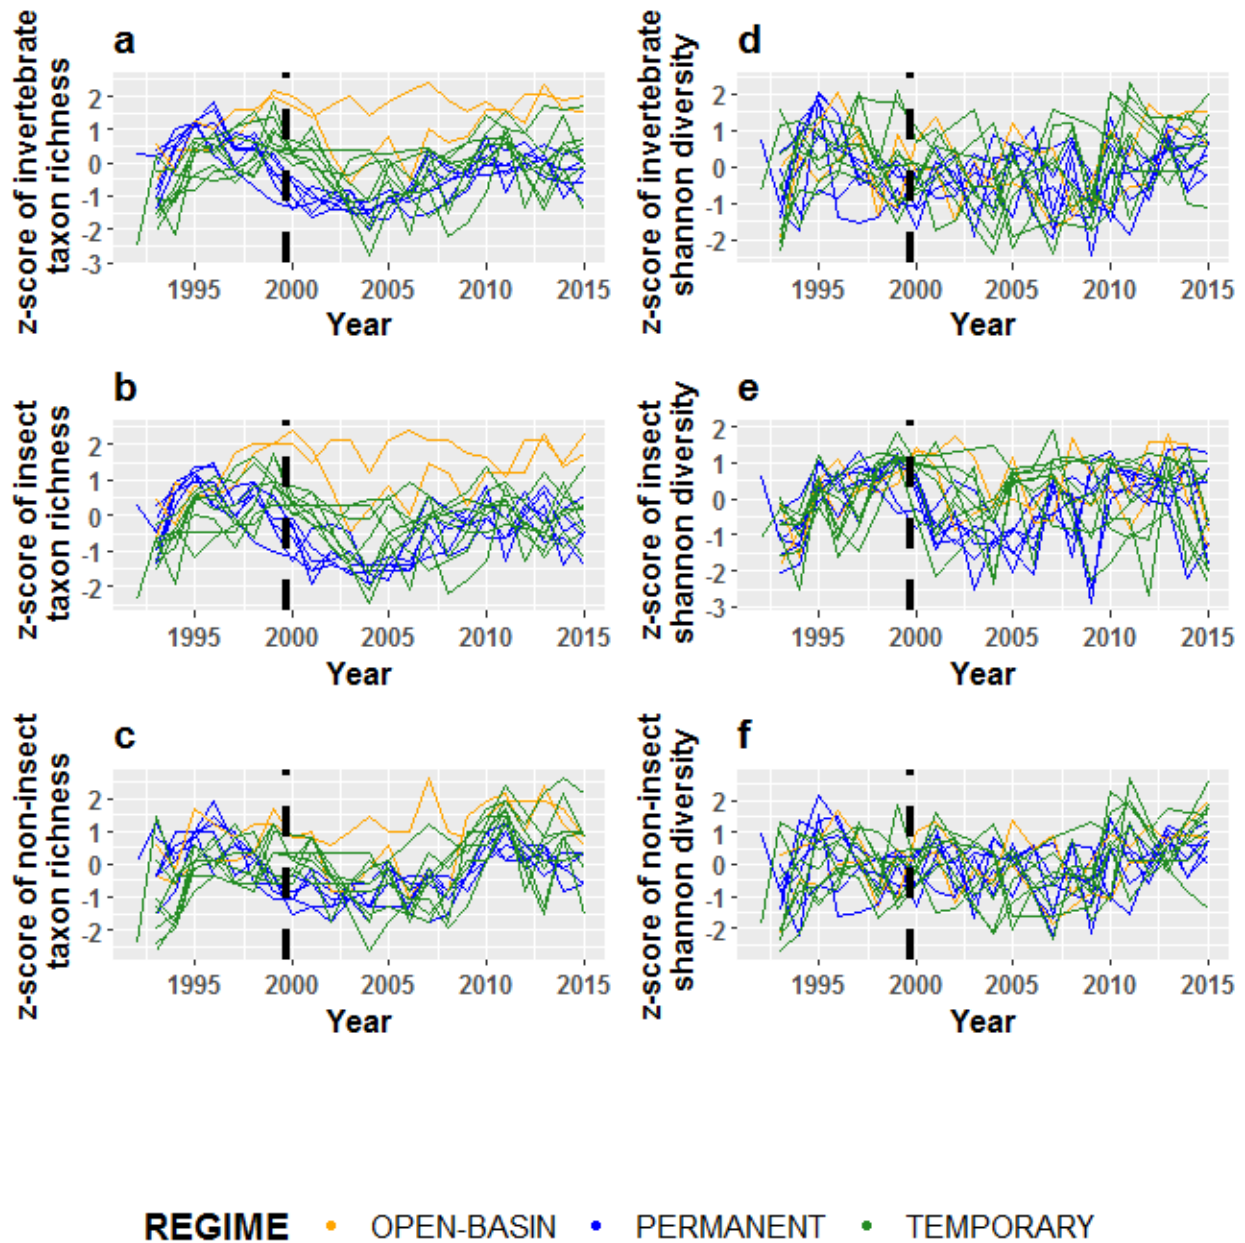 a
z-score of invertebrate
taxon richness
2
1
0
-1
-2
-3
1995 2000 2005 2010 2015
Year
d
z-score of invertebrate
shannon diversity
2
1
0
-1
-2
1995 2000 2005 2010 2015
Year
b
z-score of insect
taxon richness
2
1
0
-1
-2
1995 2000 2005 2010 2015
Year
e
z-score of insect
shannon diversity
2
1
0
-1
-2
-3
1995 2000 2005 2010 2015
Year
c
z-score of non-insect
taxon richness
2
1
0
-1
-2
1995 2000 2005 2010 2015
Year
f
z-score of non-insect
shannon diversity
2
1
0
-1
-2
1995 2000 2005 2010 2015
Year
REGIME OPEN-BASIN PERMANENT TEMPORARY